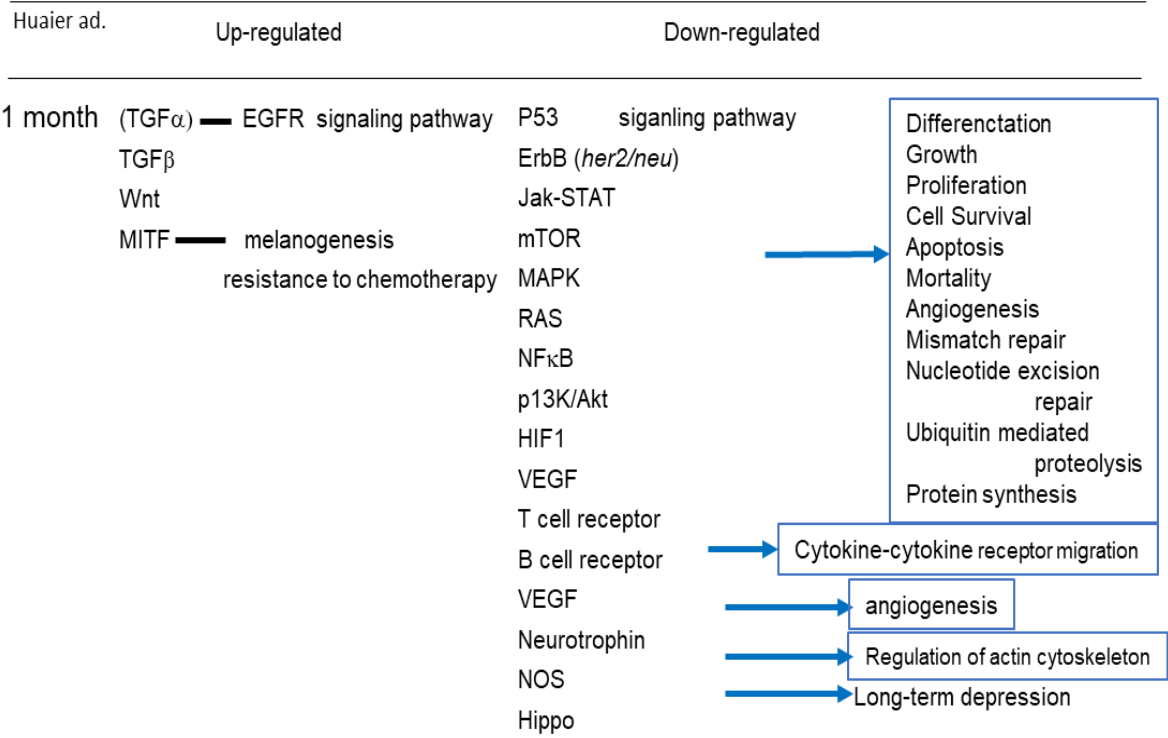 Huaier ad.
Up-regulated
Down-regulated
1 month
(TGFα) EGFR signaling pathway
TGFβ
Wnt
MITF melanogenesis
resistance to chemotherapy
P53 siganling pathway
ErbB (her2/neu)
Jak-STAT
mTOR
MAPK
RAS
NFκB
p13K/Akt
HIF1
VEGF
T cell receptor
B cell receptor
VEGF
Neurotrophin
NOS
Hippo
Differenctation
Growth
Proliferation
Cell Survival
Apoptosis
Mortality
Angiogenesis
Mismatch repair
Nucleotide excision
repair
Ubiquitin mediated
proteolysis
Protein synthesis
Cytokine-cytokine receptor migration
angiogenesis
Regulation of actin cytoskeleton
Long-term depression